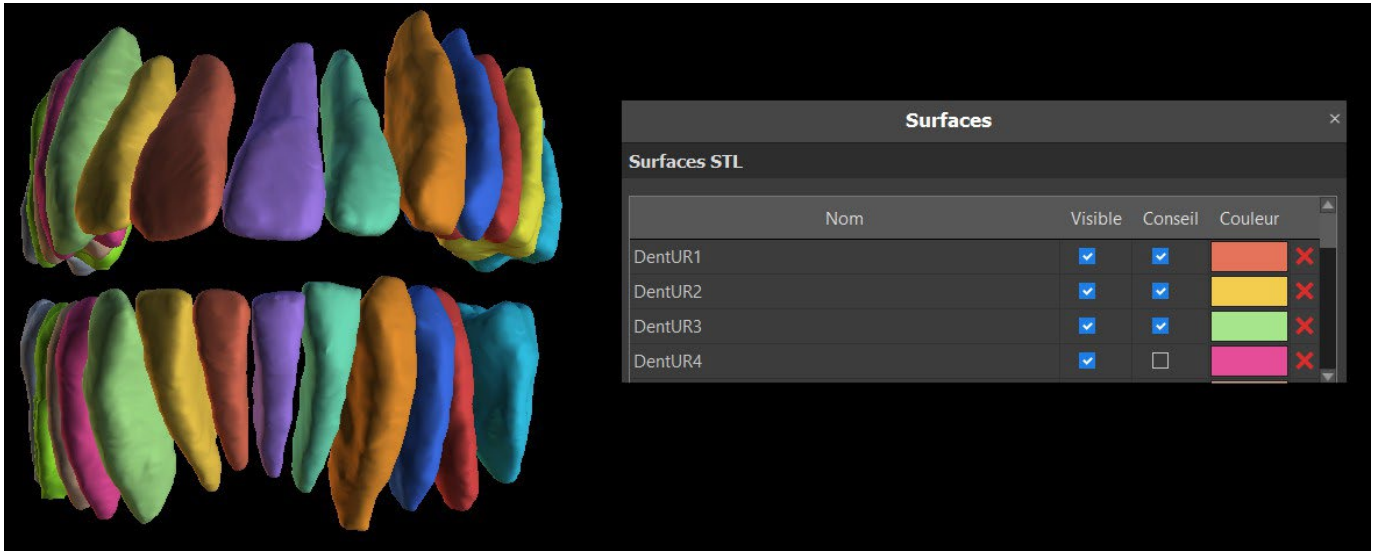 Surfaces ×
Surfaces STL
Nom Visible Conseil Couleur
DentUR1
DentUR2
DentUR3
DentUR4